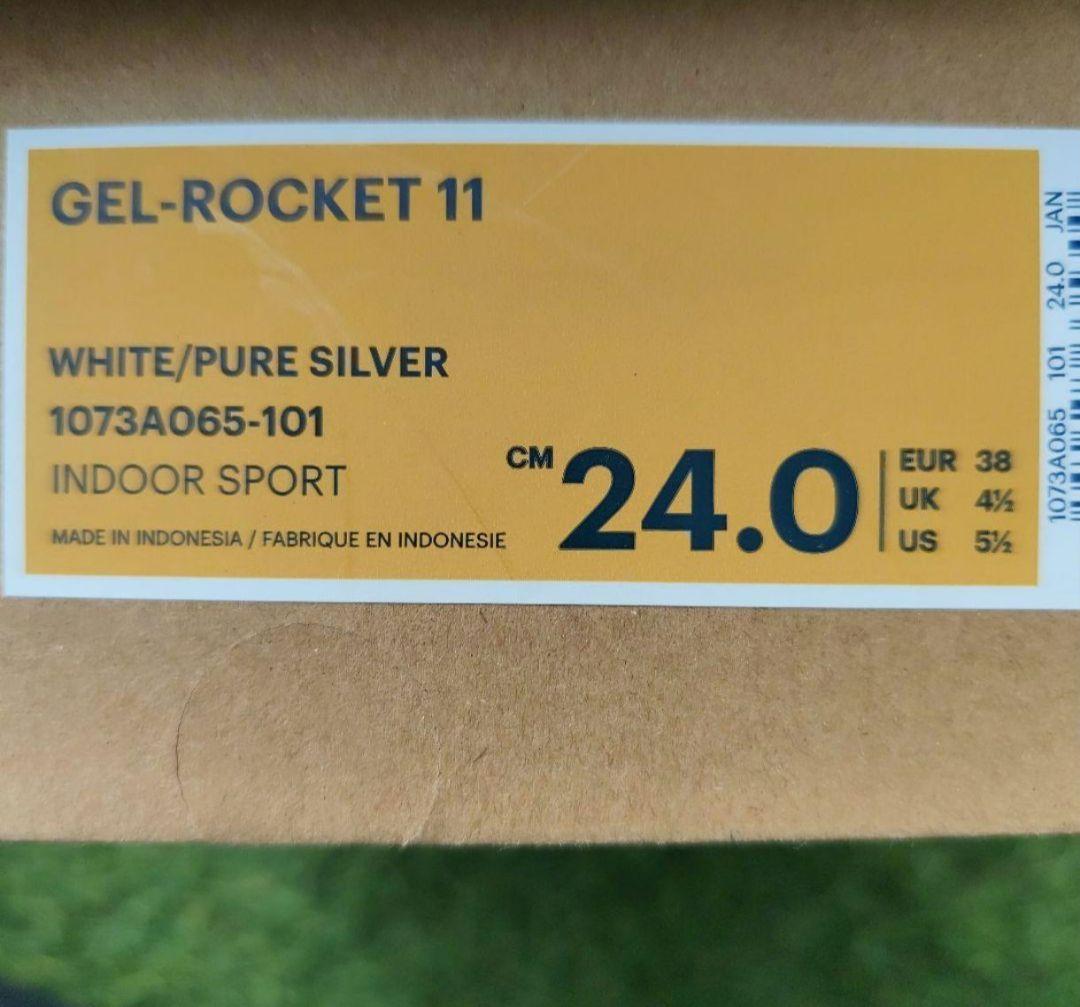 GEL-ROCKET 11
WHITE/PURE SILVER
1073A065-101
INDOOR SPORT
MADE IN INDONESIA / FABRIQUE EN INDONESIE
CM 24.0
EUR 38
UK 4½
US 5½
1073A065 101 24.0 JAN